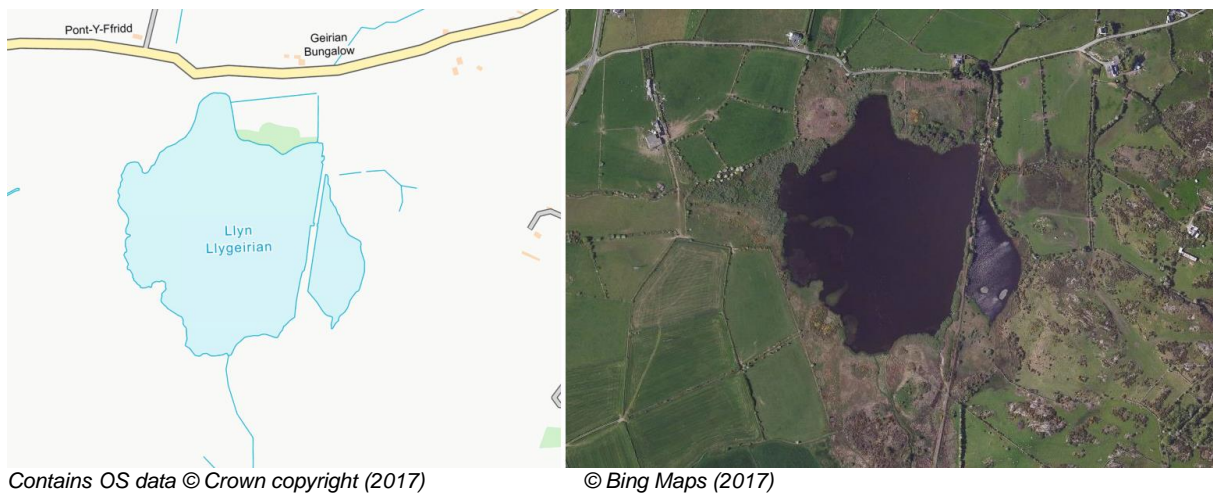 Pont-Y-Ffridd
Geirian
Bungalow
Llyn
Llygeirian
Contains OS data © Crown copyright (2017)
© Bing Maps (2017)